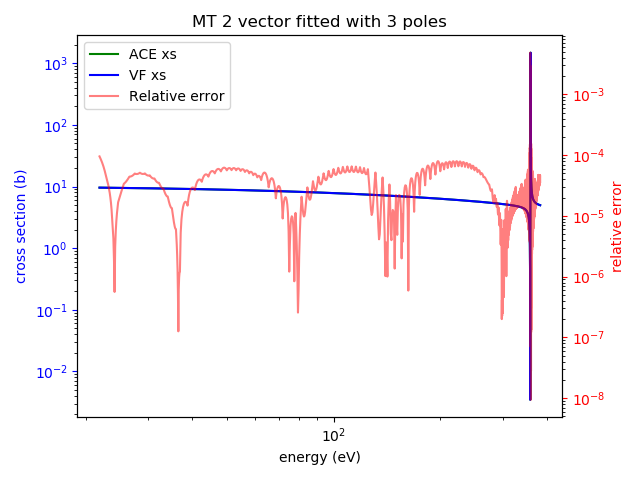 MT 2 vector fitted with 3 poles
ACE xs
VF xs
Relative error
cross section (b)
10³
10²
10¹
10⁰
10⁻¹
10⁻²
relative error
10⁻³
10⁻⁴
10⁻⁵
10⁻⁶
10⁻⁷
10⁻⁸
10²
energy (eV)